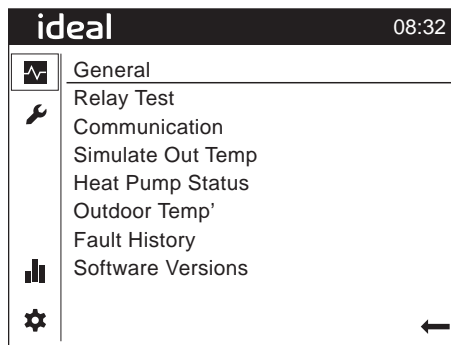 ideal
08:32
General
Relay Test
Communication
Simulate Out Temp
Heat Pump Status
Outdoor Temp'
Fault History
Software Versions